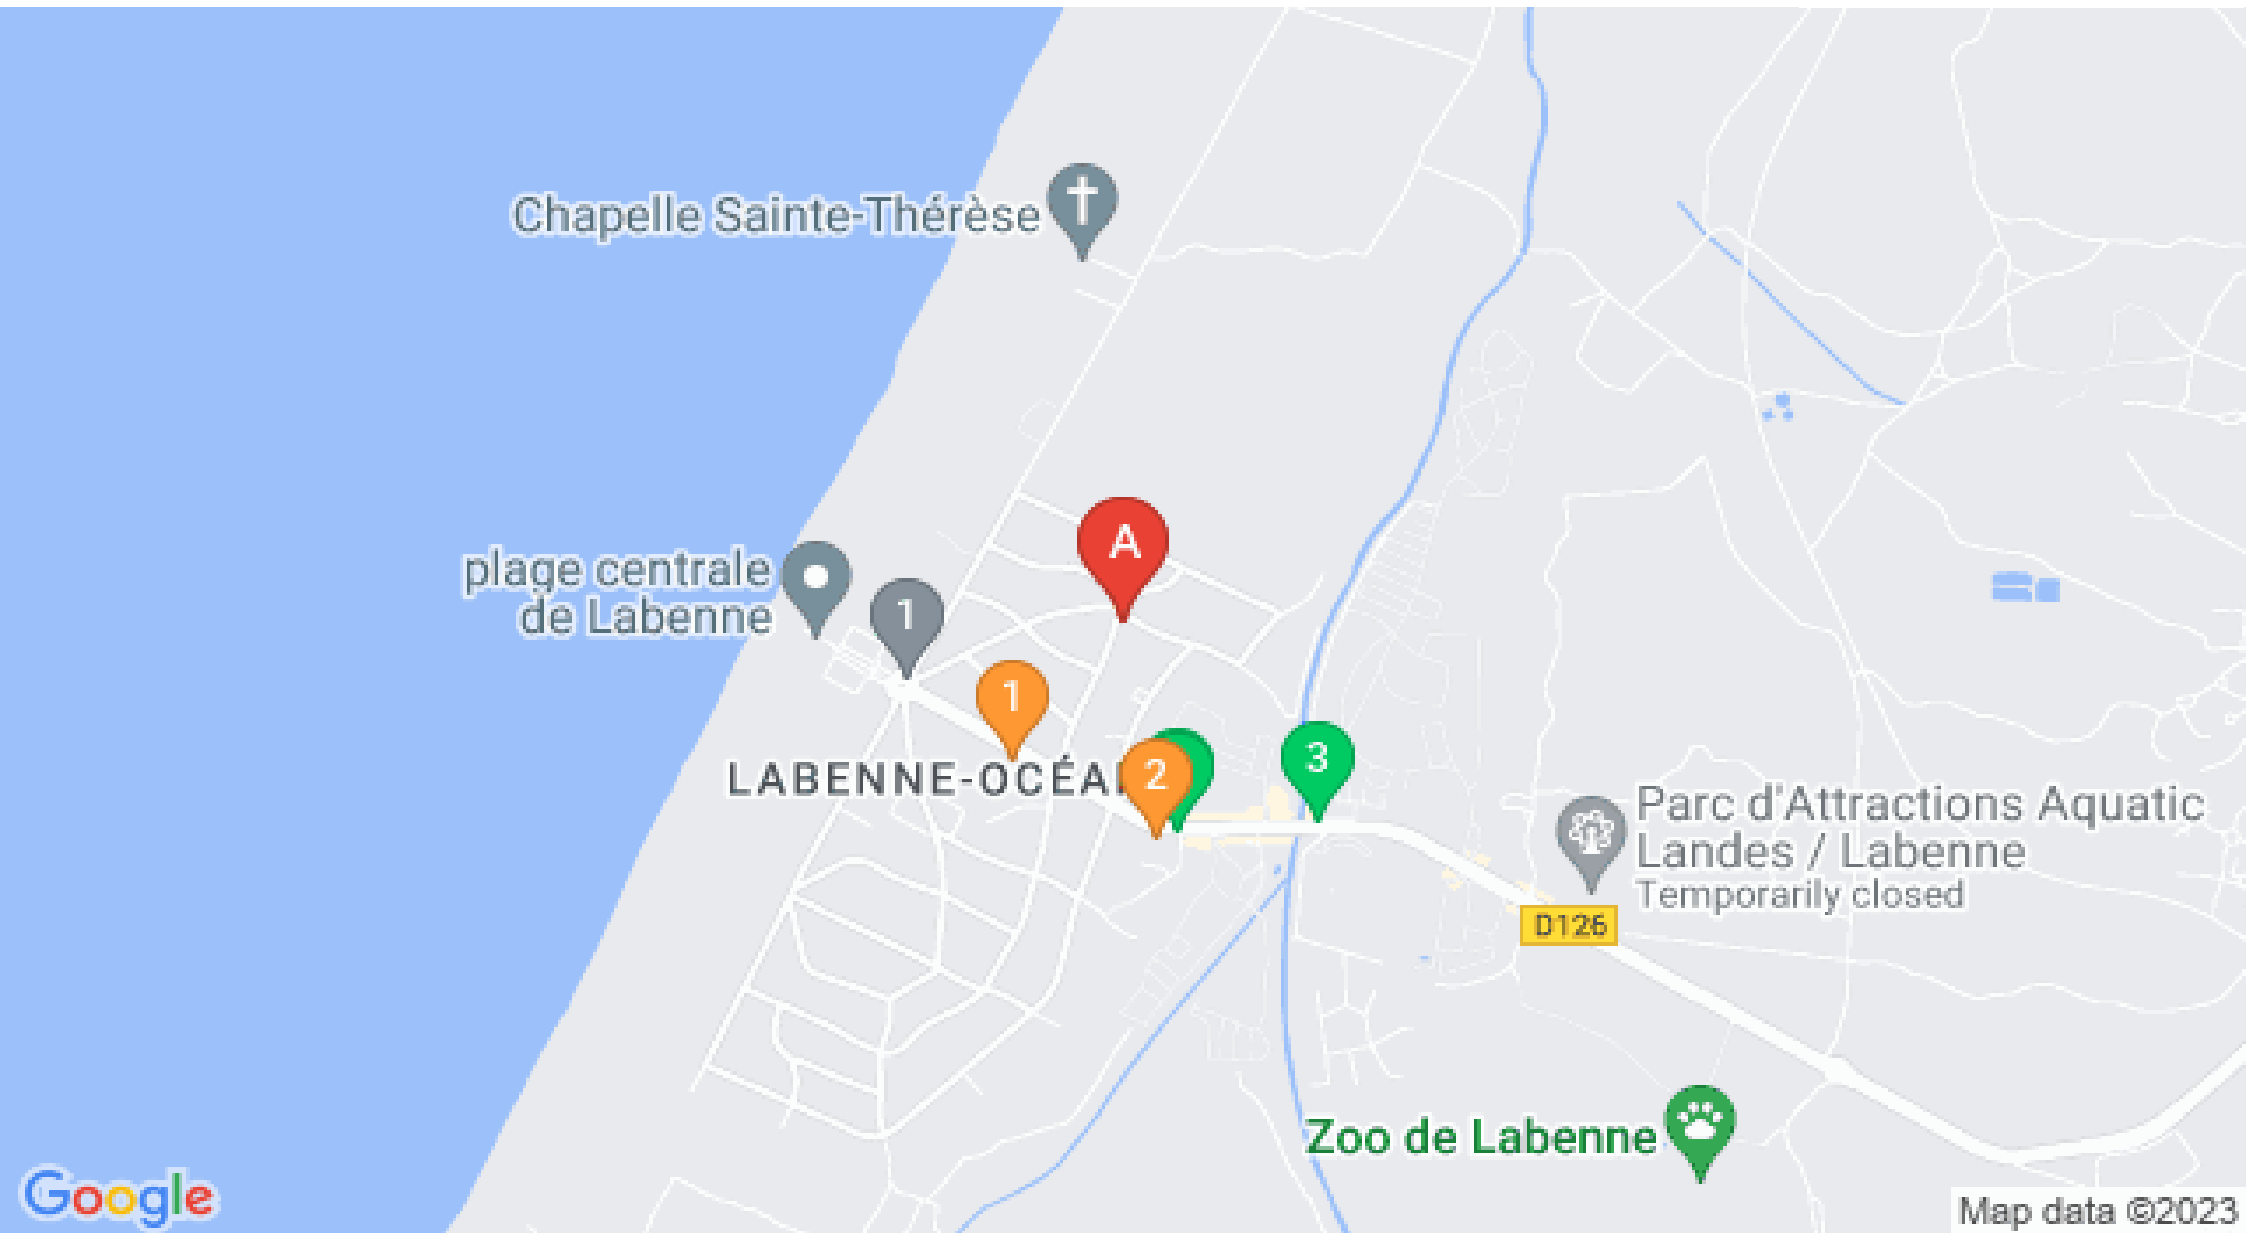 Chapelle Sainte-Thérèse
A
plage centrale
de Labenne
1
1
LABENNE-OCÉA
2
3
Parc d'Attractions Aquatic
Landes / Labenne
Temporarily closed
D126
Zoo de Labenne
Google
Map data ©2023